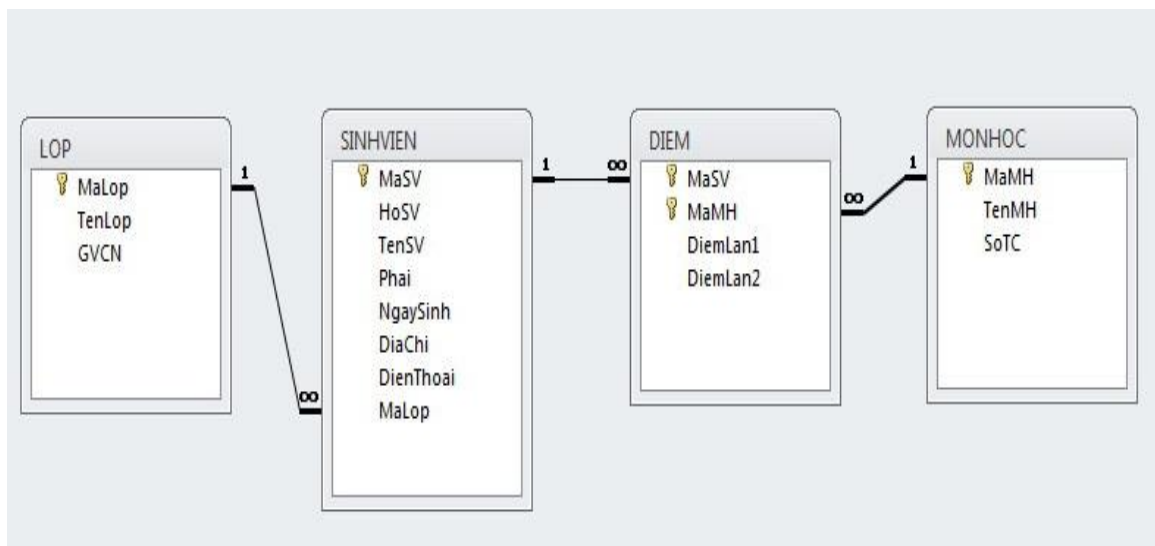 LOP
MaLop
TenLop
GVCN
1
∞
SINHVIEN
MaSV
HoSV
TenSV
Phai
NgaySinh
DiaChi
DienThoai
MaLop
1
∞
DIEM
MaSV
MaMH
DiemLan1
DiemLan2
∞
1
MONHOC
MaMH
TenMH
SoTC